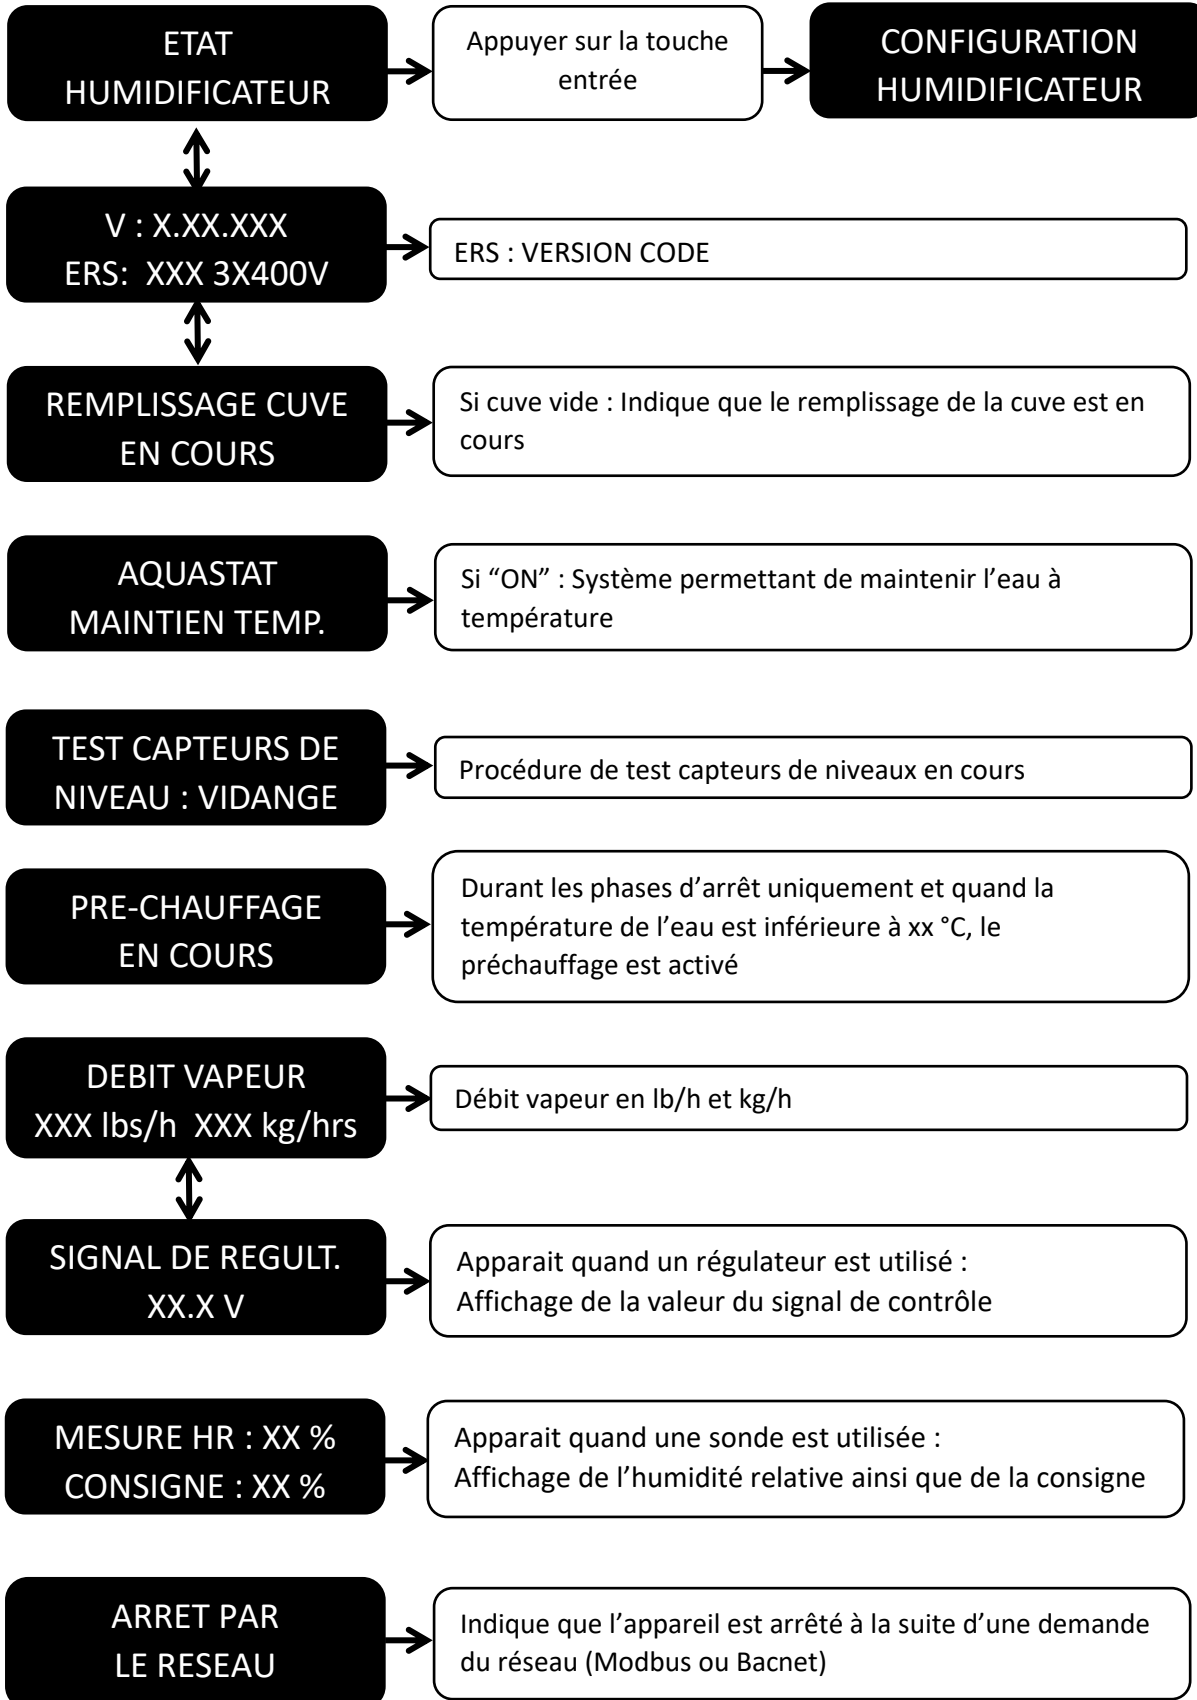 ETAT
HUMIDIFICATEUR
Appuyer sur la touche
entrée
CONFIGURATION
HUMIDIFICATEUR
V : X.XX.XXX
ERS:  XXX 3X400V
ERS : VERSION CODE
REMPLISSAGE CUVE
EN COURS
Si cuve vide : Indique que le remplissage de la cuve est en
cours
AQUASTAT
MAINTIEN TEMP.
Si “ON” : Système permettant de maintenir l’eau à
température
TEST CAPTEURS DE
NIVEAU : VIDANGE
Procédure de test capteurs de niveaux en cours
PRE-CHAUFFAGE
EN COURS
Durant les phases d’arrêt uniquement et quand la
température de l’eau est inférieure à xx °C, le
préchauffage est activé
DEBIT VAPEUR
XXX lbs/h  XXX kg/hrs
Débit vapeur en lb/h et kg/h
SIGNAL DE REGULT.
XX.X V
Apparait quand un régulateur est utilisé :
Affichage de la valeur du signal de contrôle
MESURE HR : XX %
CONSIGNE : XX %
Apparait quand une sonde est utilisée :
Affichage de l’humidité relative ainsi que de la consigne
ARRET PAR
LE RESEAU
Indique que l’appareil est arrêté à la suite d’une demande
du réseau (Modbus ou Bacnet)